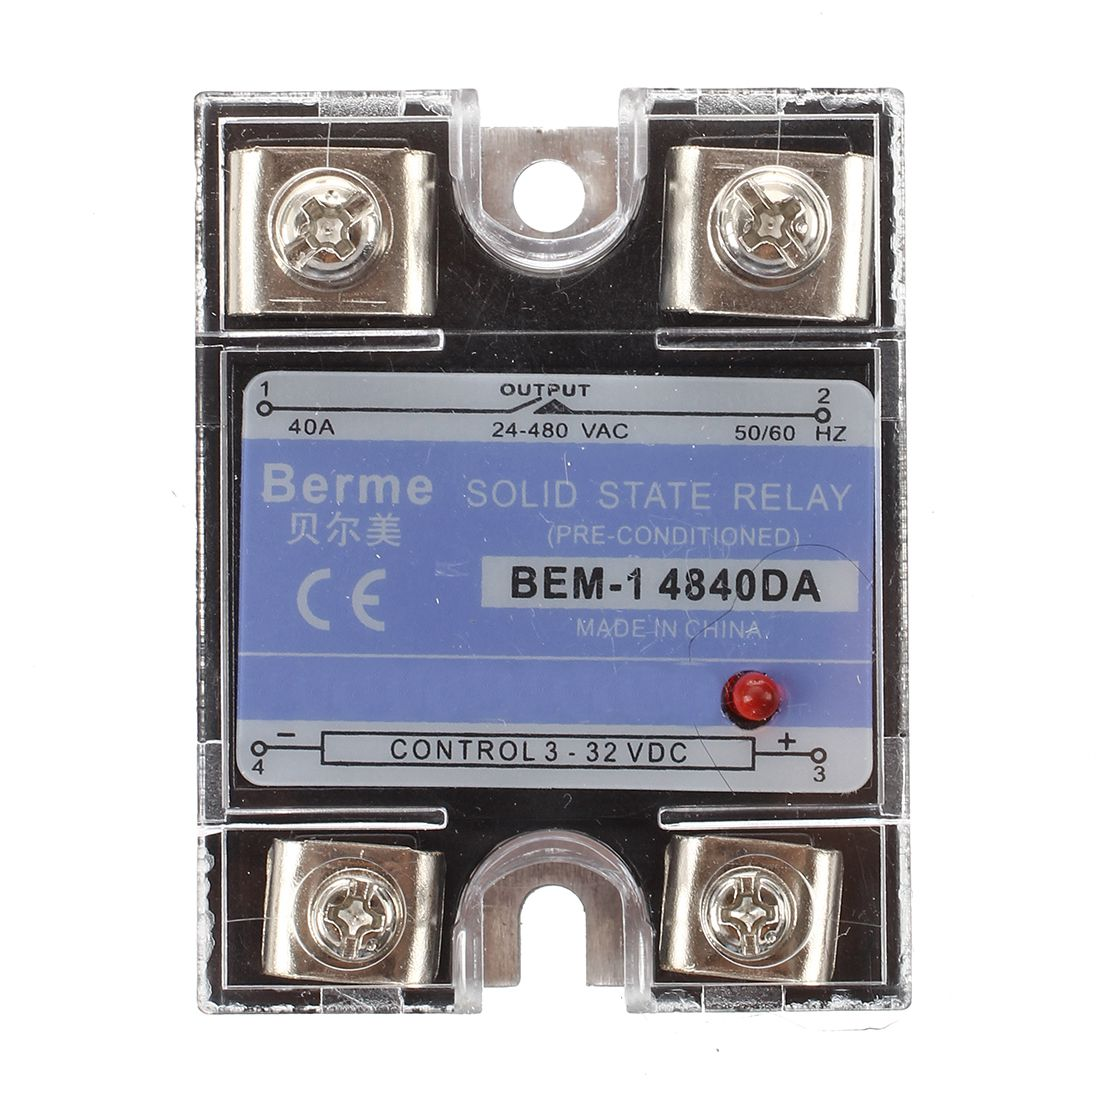 1 OUTPUT 2
40A 24-480 VAC 50/60 HZ
Berme SOLID STATE RELAY
贝尔美 (PRE-CONDITIONED)
CE BEM-1 4840DA
MADE IN CHINA
− +
4 CONTROL 3 - 32 VDC 3